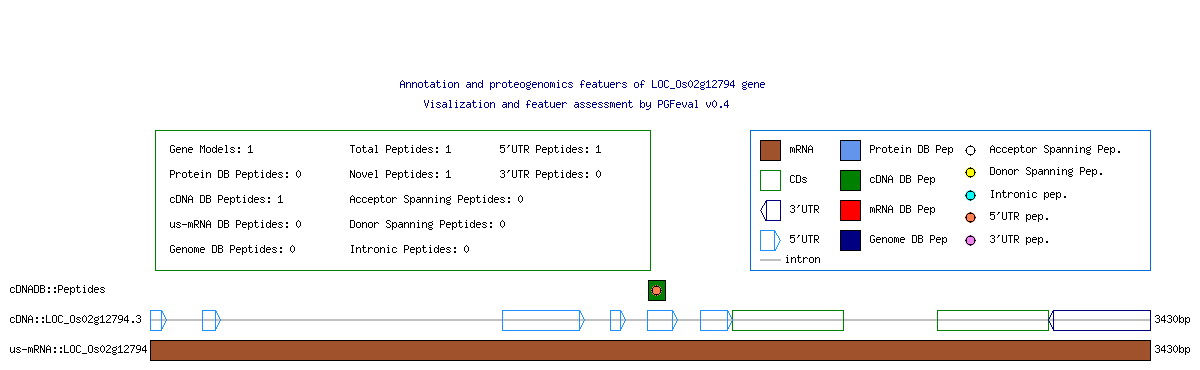 Annotation and proteogenomics featuers of LOC_Os02g12794 gene
Visalization and featuer assessment by PGFeval v0.4
Gene Models: 1 Total Peptides: 1 5'UTR Peptides: 1
Protein DB Peptides: 0 Novel Peptides: 1 3'UTR Peptides: 0
cDNA DB Peptides: 1 Acceptor Spanning Peptides: 0
us-mRNA DB Peptides: 0 Donor Spanning Peptides: 0
Genome DB Peptides: 0 Intronic Peptides: 0
mRNA Protein DB Pep Acceptor Spanning Pep.
CDs cDNA DB Pep Donor Spanning Pep.
3'UTR mRNA DB Pep Intronic pep.
5'UTR Genome DB Pep 5'UTR pep.
intron 3'UTR pep.
cDNADB::Peptides
cDNA::LOC_Os02g12794.3 3430bp
us-mRNA::LOC_Os02g12794 3430bp